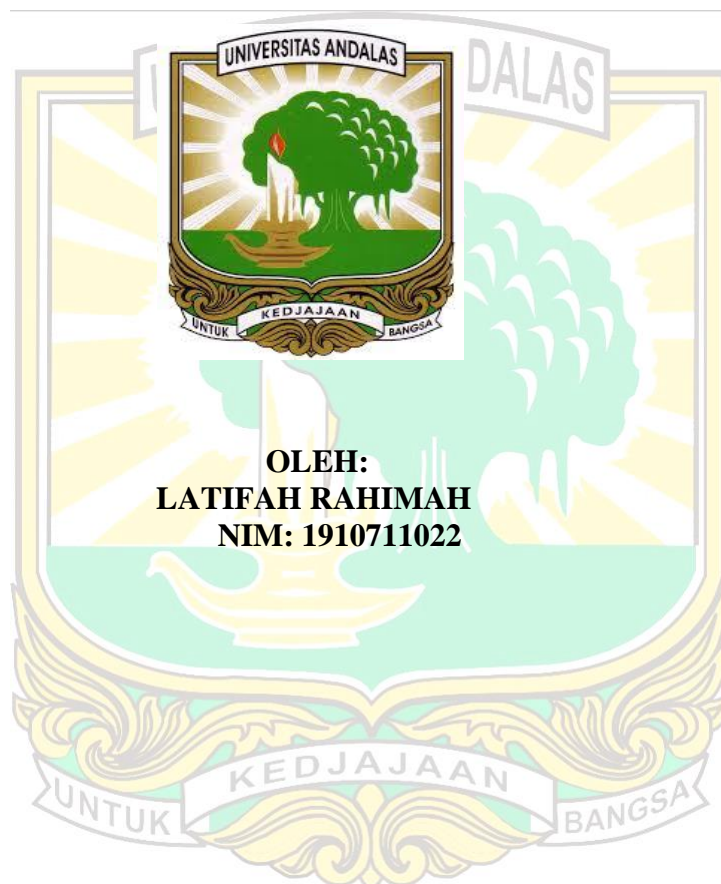 UNIVERSITAS ANDALAS
UNTUK KEDJAJAAN BANGSA
DALAS
OLEH:
LATIFAH RAHIMAH
NIM: 1910711022
UNTUK KEDJAJAAN BANGSA